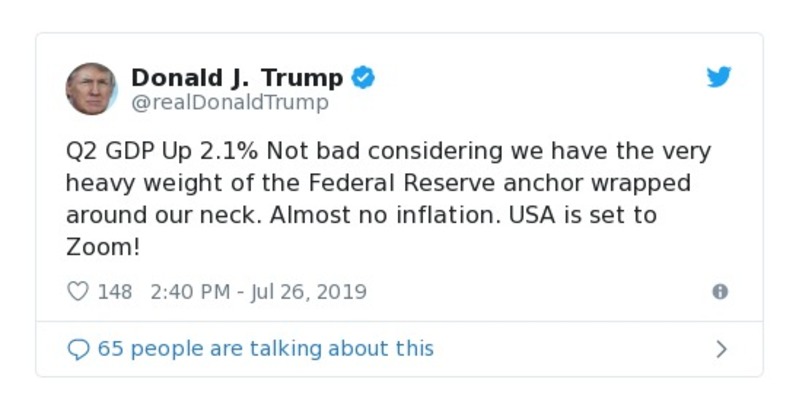 Donald J. Trump
@realDonaldTrump
Q2 GDP Up 2.1% Not bad considering we have the very
heavy weight of the Federal Reserve anchor wrapped
around our neck. Almost no inflation. USA is set to
Zoom!
148 2:40 PM - Jul 26, 2019
65 people are talking about this